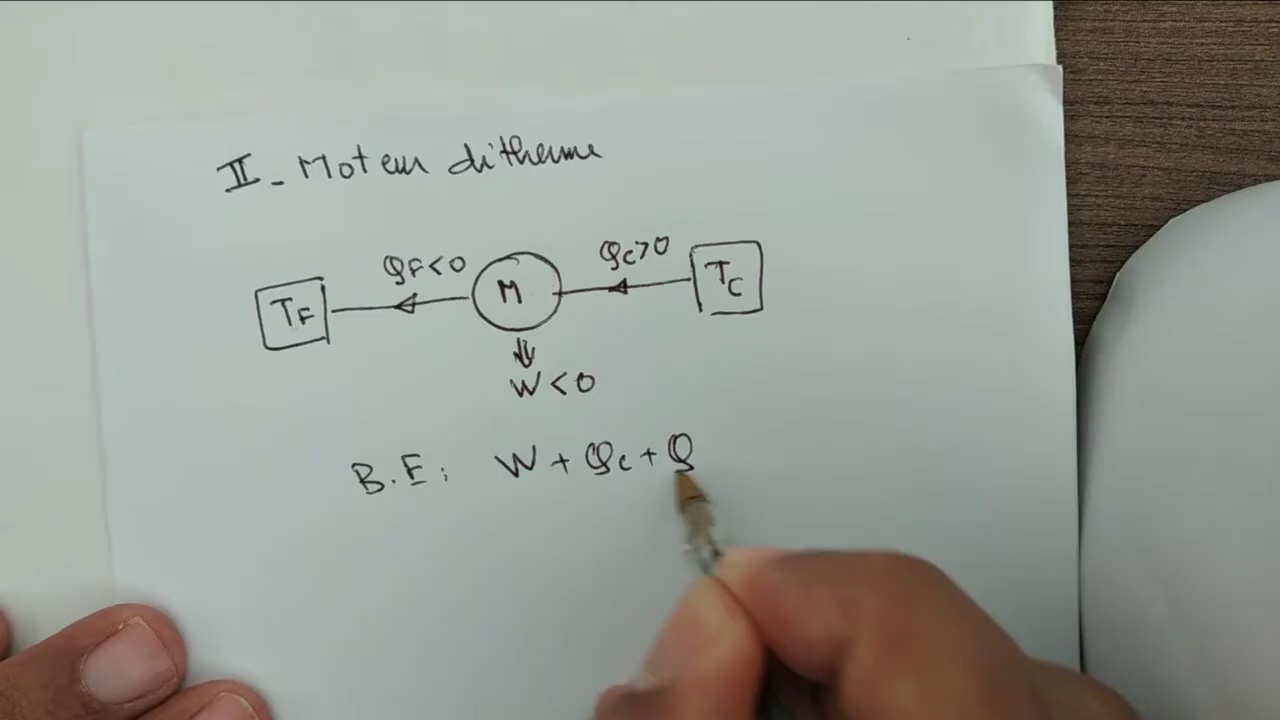 II - Moteur ditherme
QF<0
QC>0
TF
M
TC
W<0
B.E: W + QC + Q